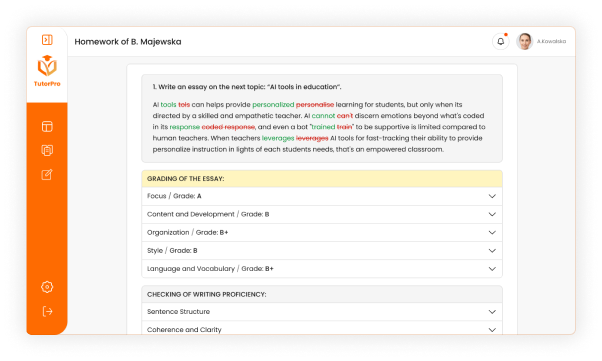 Homework of B. Majewska
A.Kowalska
TutorPro
1. Write an essay on the next topic: "AI tools in education".
AI tools tols can helps provide personalized personalise learning for students, but only when its
directed by a skilled and empathetic teacher. AI cannot can't discern emotions beyond what's coded
in its response coded response, and even a bot "trained train" to be supportive is limited compared to
human teachers. When teachers leverages leverages AI tools for fast-tracking their ability to provide
personalize instruction in lights of each students needs, that's an empowered classroom.
GRADING OF THE ESSAY:
Focus / Grade: A
Content and Development / Grade: B
Organization / Grade: B+
Style / Grade: B
Language and Vocabulary / Grade: B+
CHECKING OF WRITING PROFICIENCY:
Sentence Structure
Coherence and Clarity